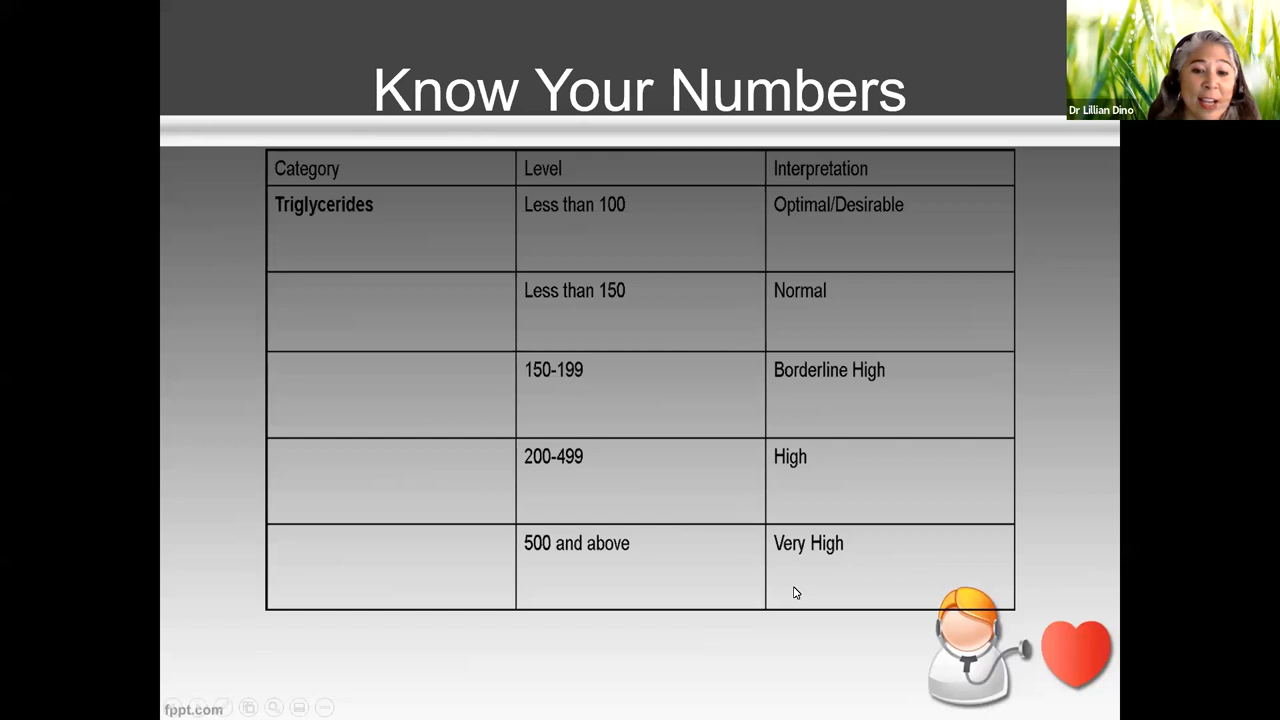 Know Your Numbers
Dr Lillian Dino
Category Level Interpretation
Triglycerides Less than 100 Optimal/Desirable
Less than 150 Normal
150-199 Borderline High
200-499 High
500 and above Very High
fppt.com